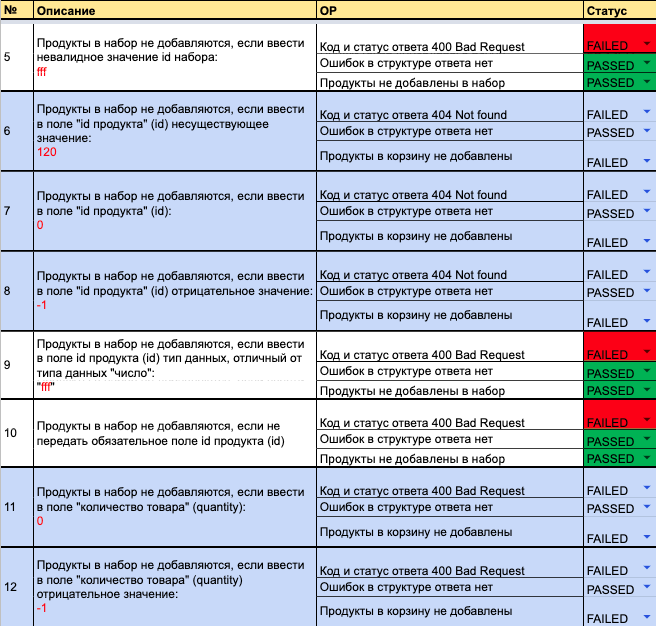 № Описание ОР Статус
5
Продукты в набор не добавляются, если ввести
невалидное значение id набора:
fff
Код и статус ответа 400 Bad Request FAILED
Ошибок в структуре ответа нет PASSED
Продукты не добавлены в набор PASSED
6
Продукты в набор не добавляются, если ввести
в поле "id продукта" (id) несуществующее
значение:
120
Код и статус ответа 404 Not found FAILED
Ошибок в структуре ответа нет PASSED
Продукты в корзину не добавлены FAILED
7
Продукты в набор не добавляются, если ввести
в поле "id продукта" (id):
0
Код и статус ответа 404 Not found FAILED
Ошибок в структуре ответа нет PASSED
Продукты в корзину не добавлены FAILED
8
Продукты в набор не добавляются, если ввести
в поле "id продукта" (id) отрицательное значение:
-1
Код и статус ответа 404 Not found FAILED
Ошибок в структуре ответа нет PASSED
Продукты в корзину не добавлены FAILED
9
Продукты в набор не добавляются, если ввести
в поле id продукта (id) тип данных, отличный от
типа данных "число":
"fff"
Код и статус ответа 400 Bad Request FAILED
Ошибок в структуре ответа нет PASSED
Продукты не добавлены в набор PASSED
10
Продукты в набор не добавляются, если не
передать обязательное поле id продукта (id)
Код и статус ответа 400 Bad Request FAILED
Ошибок в структуре ответа нет PASSED
Продукты не добавлены в набор PASSED
11
Продукты в набор не добавляются, если ввести
в поле "количество товара" (quantity):
0
Код и статус ответа 400 Bad Request FAILED
Ошибок в структуре ответа нет PASSED
Продукты в корзину не добавлены FAILED
12
Продукты в набор не добавляются, если ввести
в поле "количество товара" (quantity)
отрицательное значение:
-1
Код и статус ответа 400 Bad Request FAILED
Ошибок в структуре ответа нет PASSED
Продукты в корзину не добавлены FAILED